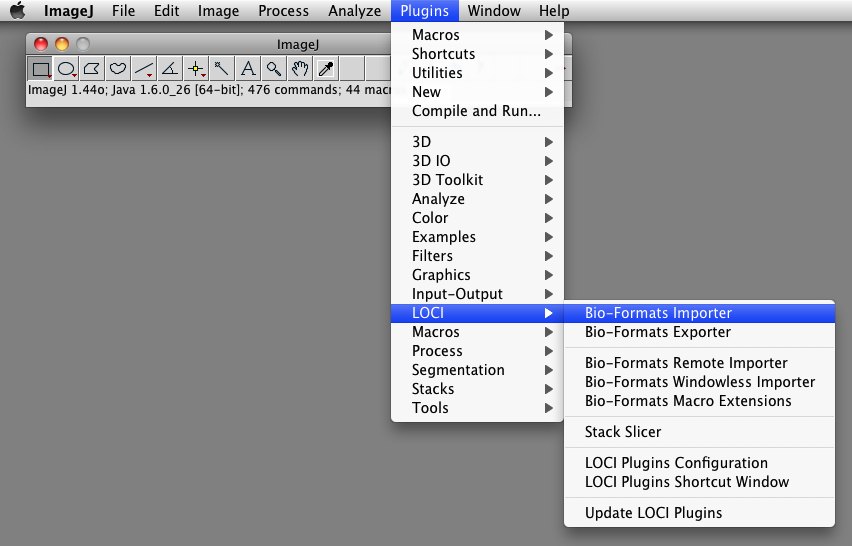 ImageJ File Edit Image Process Analyze Plugins Window Help
ImageJ
A
ImageJ 1.44o; Java 1.6.0_26 [64-bit]; 476 commands; 44 macro
Macros
Shortcuts
Utilities
New
Compile and Run...
3D
3D IO
3D Toolkit
Analyze
Color
Examples
Filters
Graphics
Input-Output
LOCI
Macros
Process
Segmentation
Stacks
Tools
Bio-Formats Importer
Bio-Formats Exporter
Bio-Formats Remote Importer
Bio-Formats Windowless Importer
Bio-Formats Macro Extensions
Stack Slicer
LOCI Plugins Configuration
LOCI Plugins Shortcut Window
Update LOCI Plugins